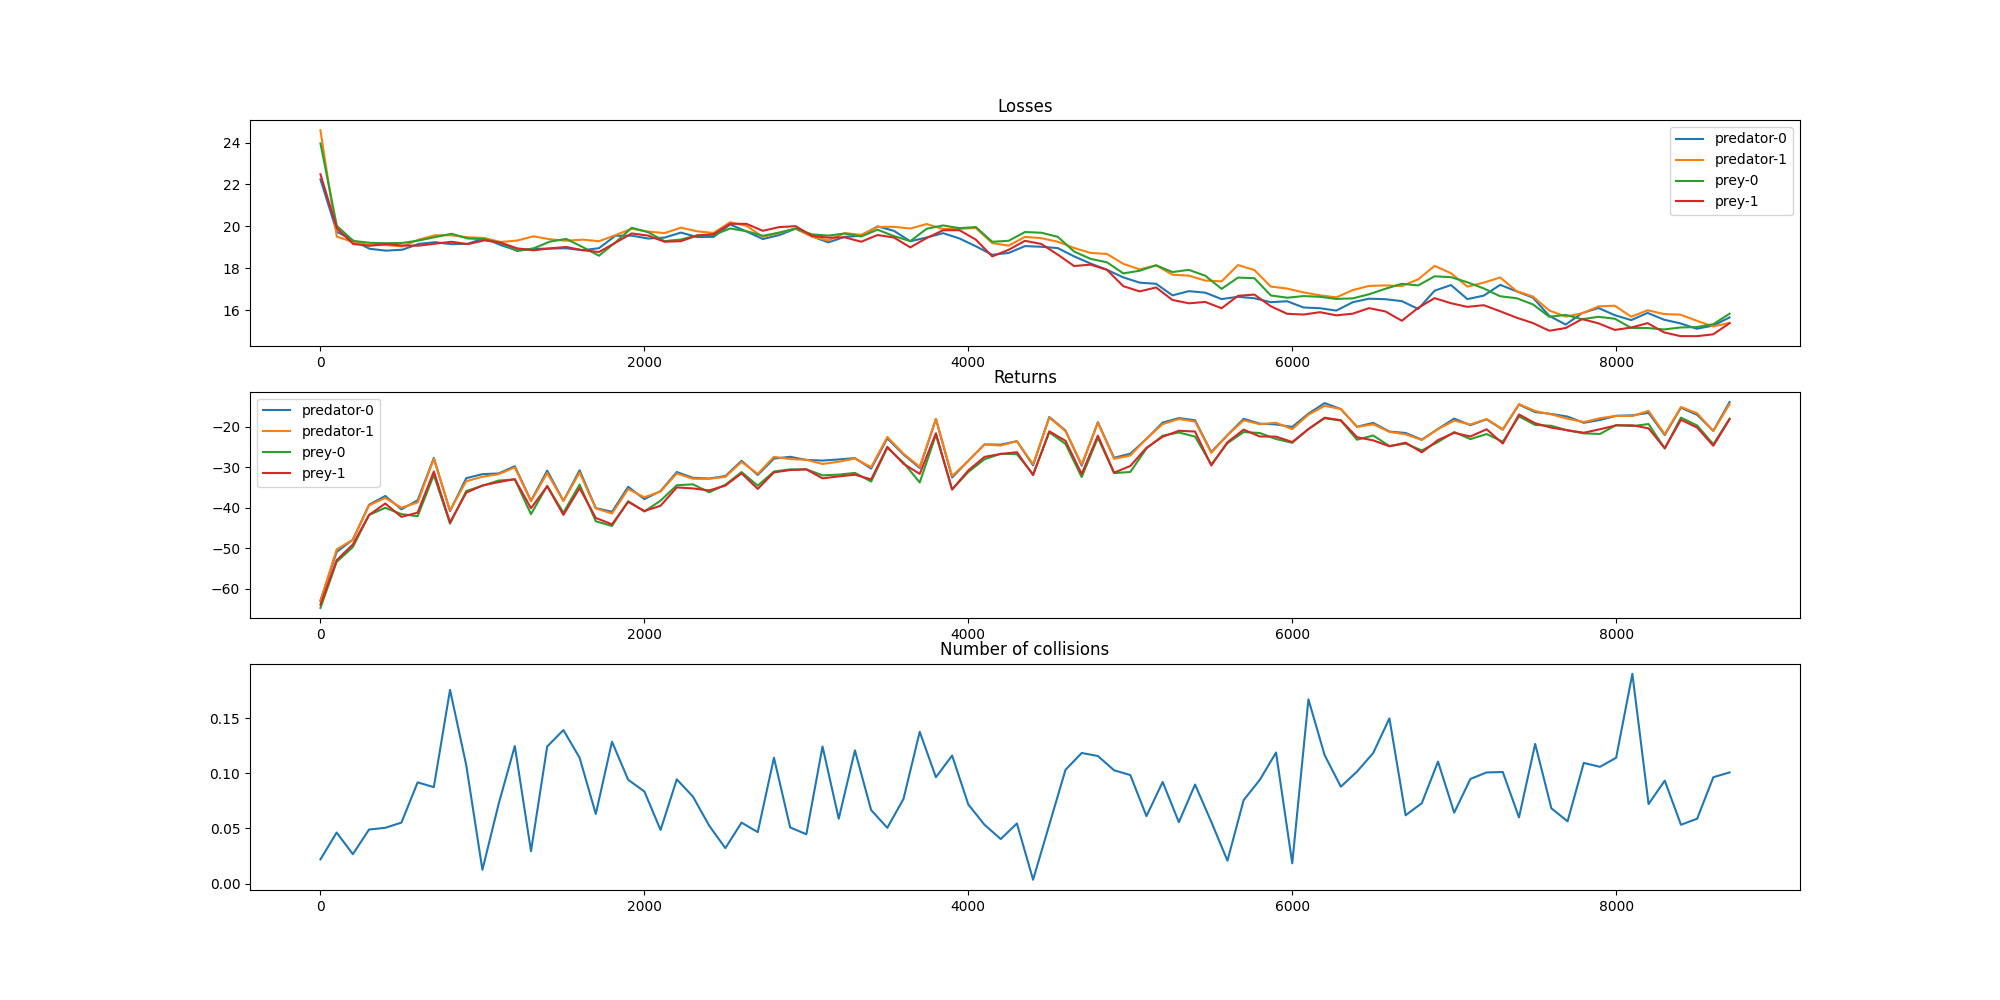 Losses
24
22
20
18
16
predator-0
predator-1
prey-0
prey-1
0 2000 4000 6000 8000
Returns
predator-0
predator-1
prey-0
prey-1
−20
−30
−40
−50
−60
0 2000 4000 6000 8000
Number of collisions
0.15
0.10
0.05
0.00
0 2000 4000 6000 8000